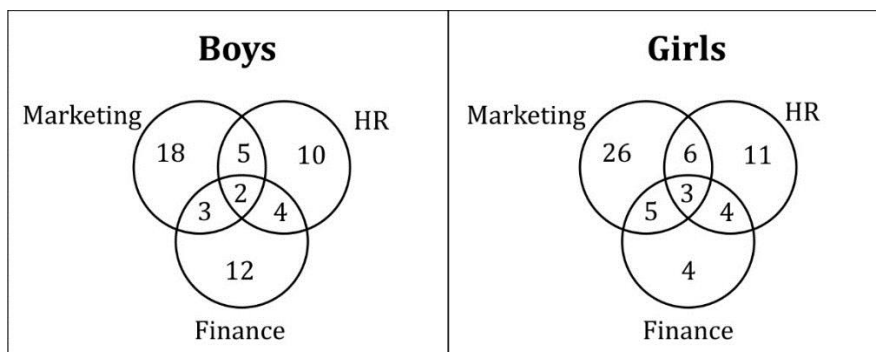 Boys
Marketing
HR
18 5 10
2
3 4
12
Finance
Girls
Marketing
HR
26 6 11
3
5 4
4
Finance